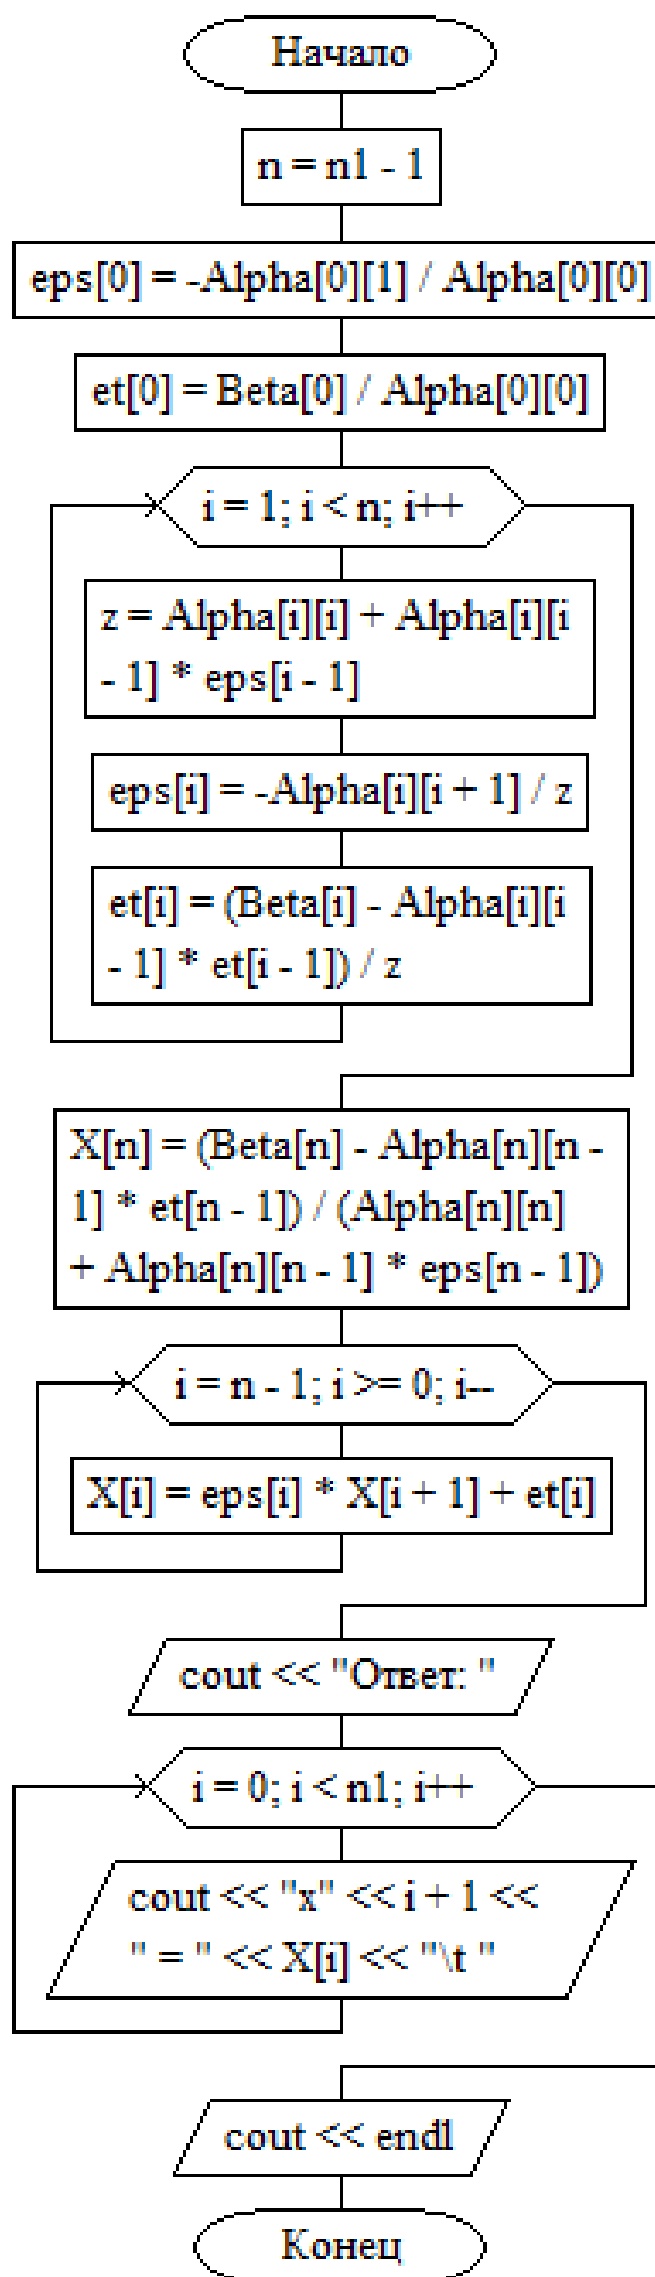 Начало
n = n1 - 1
eps[0] = -Alpha[0][1] / Alpha[0][0]
et[0] = Beta[0] / Alpha[0][0]
i = 1; i < n; i++
z = Alpha[i][i] + Alpha[i][i
- 1] * eps[i - 1]
eps[i] = -Alpha[i][i + 1] / z
et[i] = (Beta[i] - Alpha[i][i
- 1] * et[i - 1]) / z
X[n] = (Beta[n] - Alpha[n][n -
1] * et[n - 1]) / (Alpha[n][n]
+ Alpha[n][n - 1] * eps[n - 1])
i = n - 1; i >= 0; i--
X[i] = eps[i] * X[i + 1] + et[i]
cout << "Ответ: "
i = 0; i < n1; i++
cout << "x" << i + 1 <<
" = " << X[i] << "\t "
cout << endl
Конец